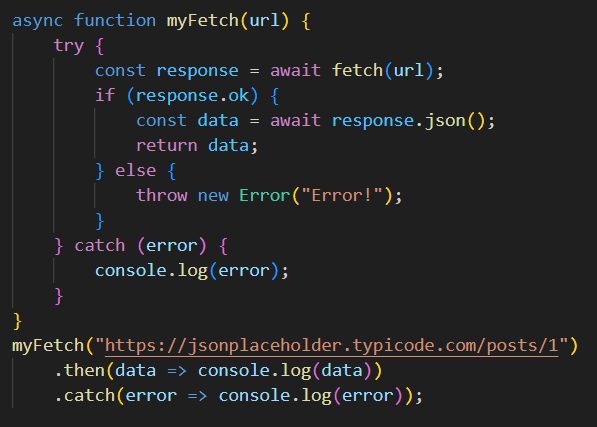 async function myFetch(url) {
    try {
        const response = await fetch(url);
        if (response.ok) {
            const data = await response.json();
            return data;
        } else {
            throw new Error("Error!");
        }
    } catch (error) {
        console.log(error);
    }
}
myFetch("https://jsonplaceholder.typicode.com/posts/1")
    .then(data => console.log(data))
    .catch(error => console.log(error));